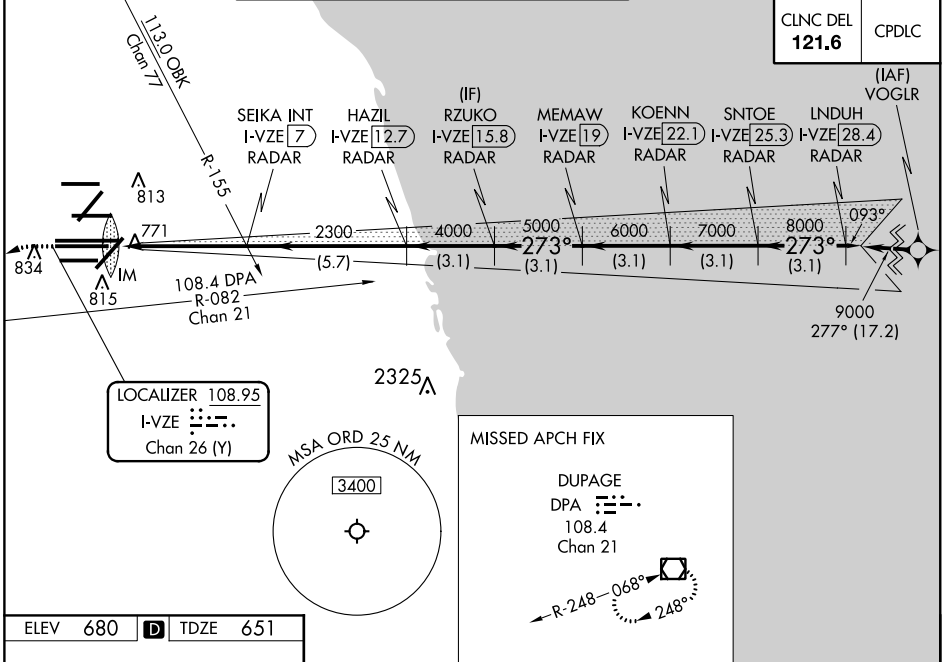 CLNC DEL
121.6
CPDLC
113.0 OBK
Chan 77
R-155
SEIKA INT
I-VZE 7
RADAR
HAZIL
I-VZE 12.7
RADAR
(IF)
RZUKO
I-VZE 15.8
RADAR
MEMAW
I-VZE 19
RADAR
KOENN
I-VZE 22.1
RADAR
SNTOE
I-VZE 25.3
RADAR
LNDUH
I-VZE 28.4
RADAR
(IAF)
VOGLR
813
771
834
815
IM
2300
4000
5000
6000
7000
8000
093°
273°
273°
(5.7)
(3.1)
(3.1)
(3.1)
(3.1)
(3.1)
9000
277° (17.2)
108.4 DPA
R-082
Chan 21
LOCALIZER 108.95
I-VZE
Chan 26 (Y)
2325
MSA ORD 25 NM
3400
MISSED APCH FIX
DUPAGE
DPA
108.4
Chan 21
R-248
068°
248°
ELEV 680 D TDZE 651